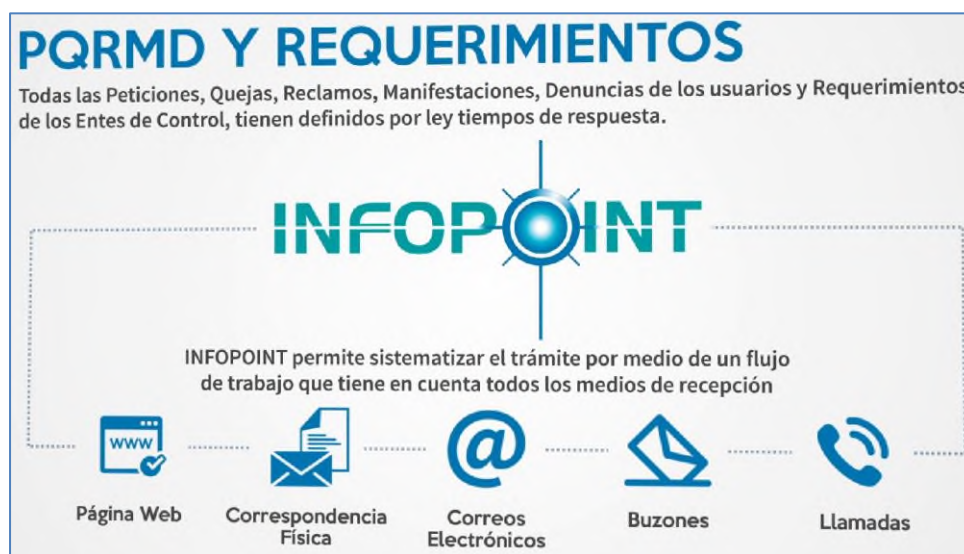 PQRMD Y REQUERIMIENTOS
Todas las Peticiones, Quejas, Reclamos, Manifestaciones, Denuncias de los usuarios y Requerimientos
de los Entes de Control, tienen definidos por ley tiempos de respuesta.
INFOPOINT
INFOPOINT permite sistematizar el trámite por medio de un flujo
de trabajo que tiene en cuenta todos los medios de recepción
WWW
@
Página Web
Correspondencia
Física
Correos
Electrónicos
Buzones
Llamadas